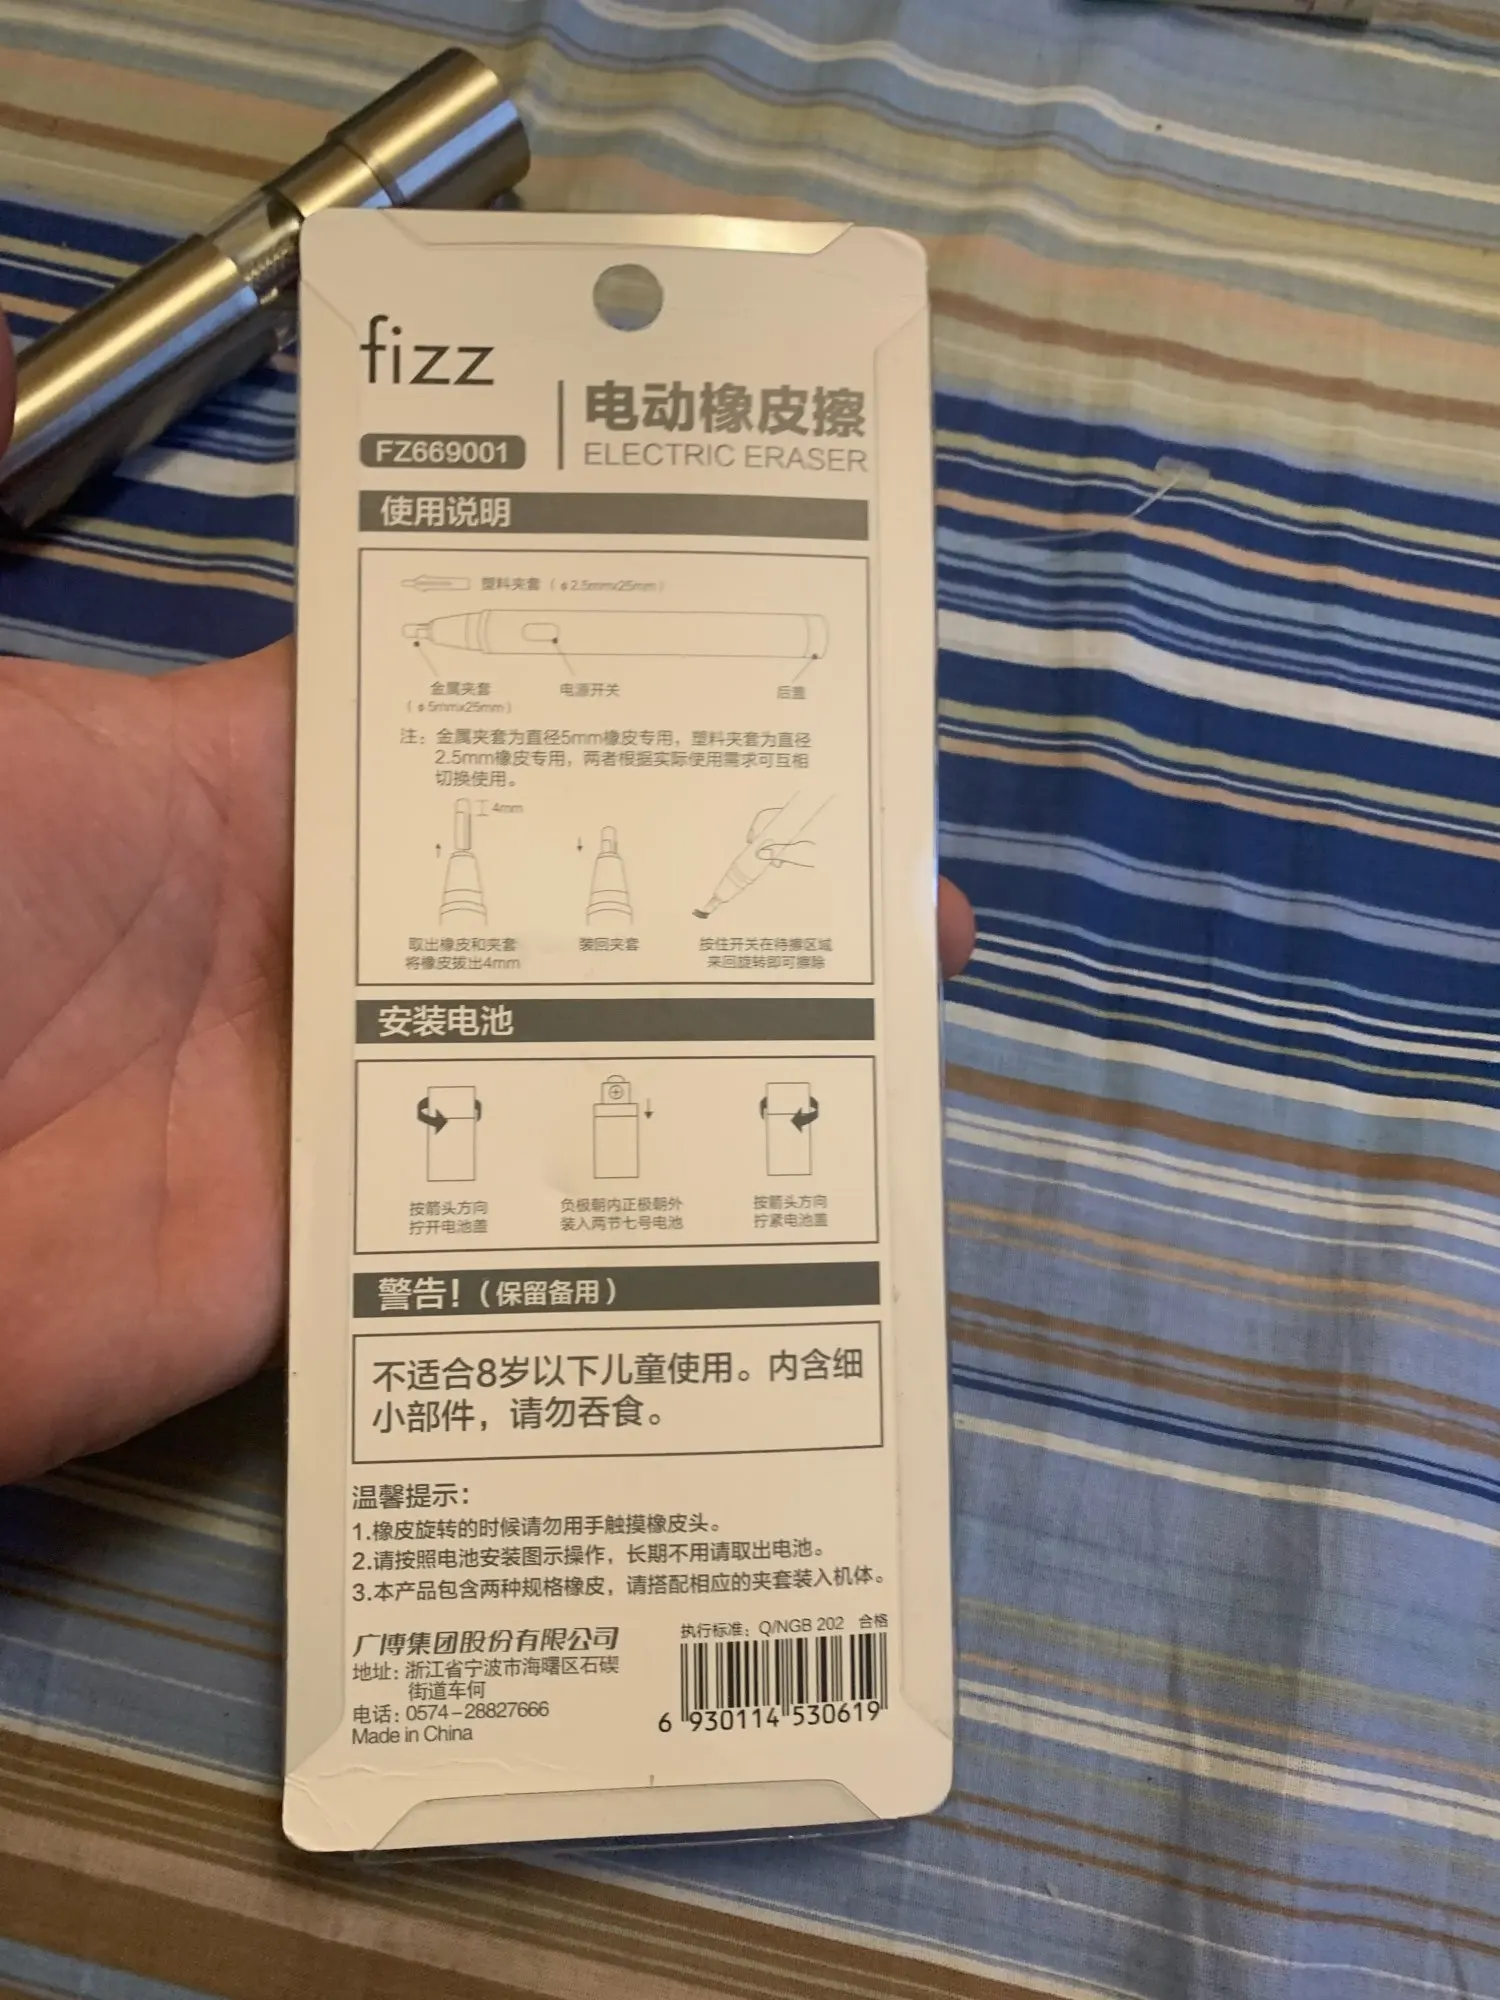 fizz
FZ669001
电动橡皮擦
ELECTRIC ERASER
使用说明
塑料夹套（φ2.5mmx25mm）
金属夹套
（φ5mmx25mm）
电源开关
后盖
注：金属夹套为直径5mm橡皮专用，塑料夹套为直径
2.5mm橡皮专用，两者根据实际使用需求可互相
切换使用。
4mm
取出橡皮和夹套
将橡皮拔出4mm
装回夹套
按住开关在待擦区域
来回旋转即可擦除
安装电池
按箭头方向
拧开电池盖
负极朝内正极朝外
装入两节七号电池
按箭头方向
拧紧电池盖
警告！（保留备用）
不适合8岁以下儿童使用。内含细
小部件，请勿吞食。
温馨提示：
1.橡皮旋转的时候请勿用手触摸橡皮头。
2.请按照电池安装图示操作，长期不用请取出电池。
3.本产品包含两种规格橡皮，请搭配相应的夹套装入机体。
广博集团股份有限公司
地址：浙江省宁波市海曙区石碶
街道车何
电话：0574-28827666
Made in China
执行标准：Q/NGB 202 合格
6 930114 530619